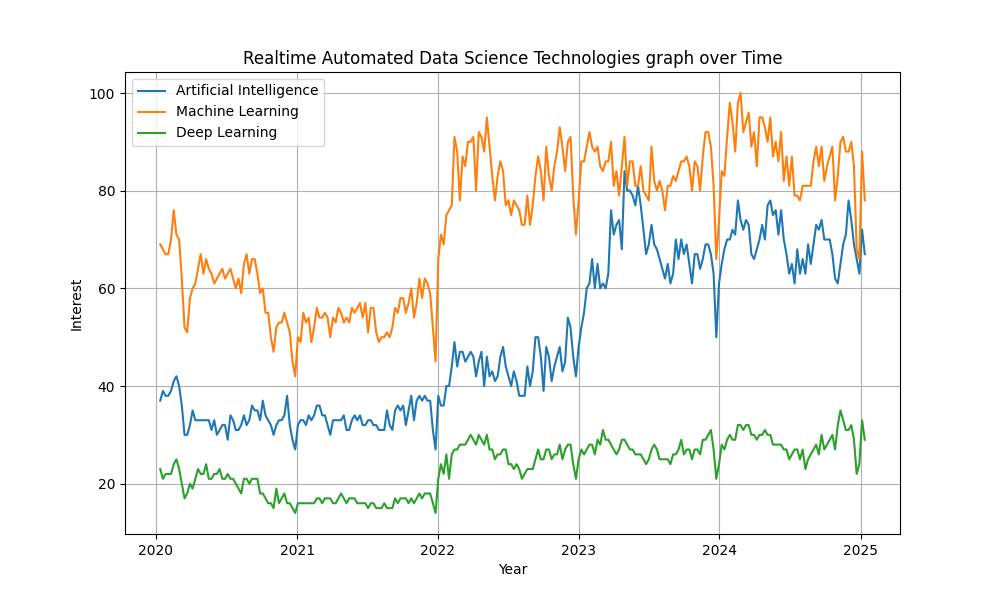 Realtime Automated Data Science Technologies graph over Time
Artificial Intelligence
Machine Learning
Deep Learning
100
80
60
40
20
Interest
2020 2021 2022 2023 2024 2025
Year